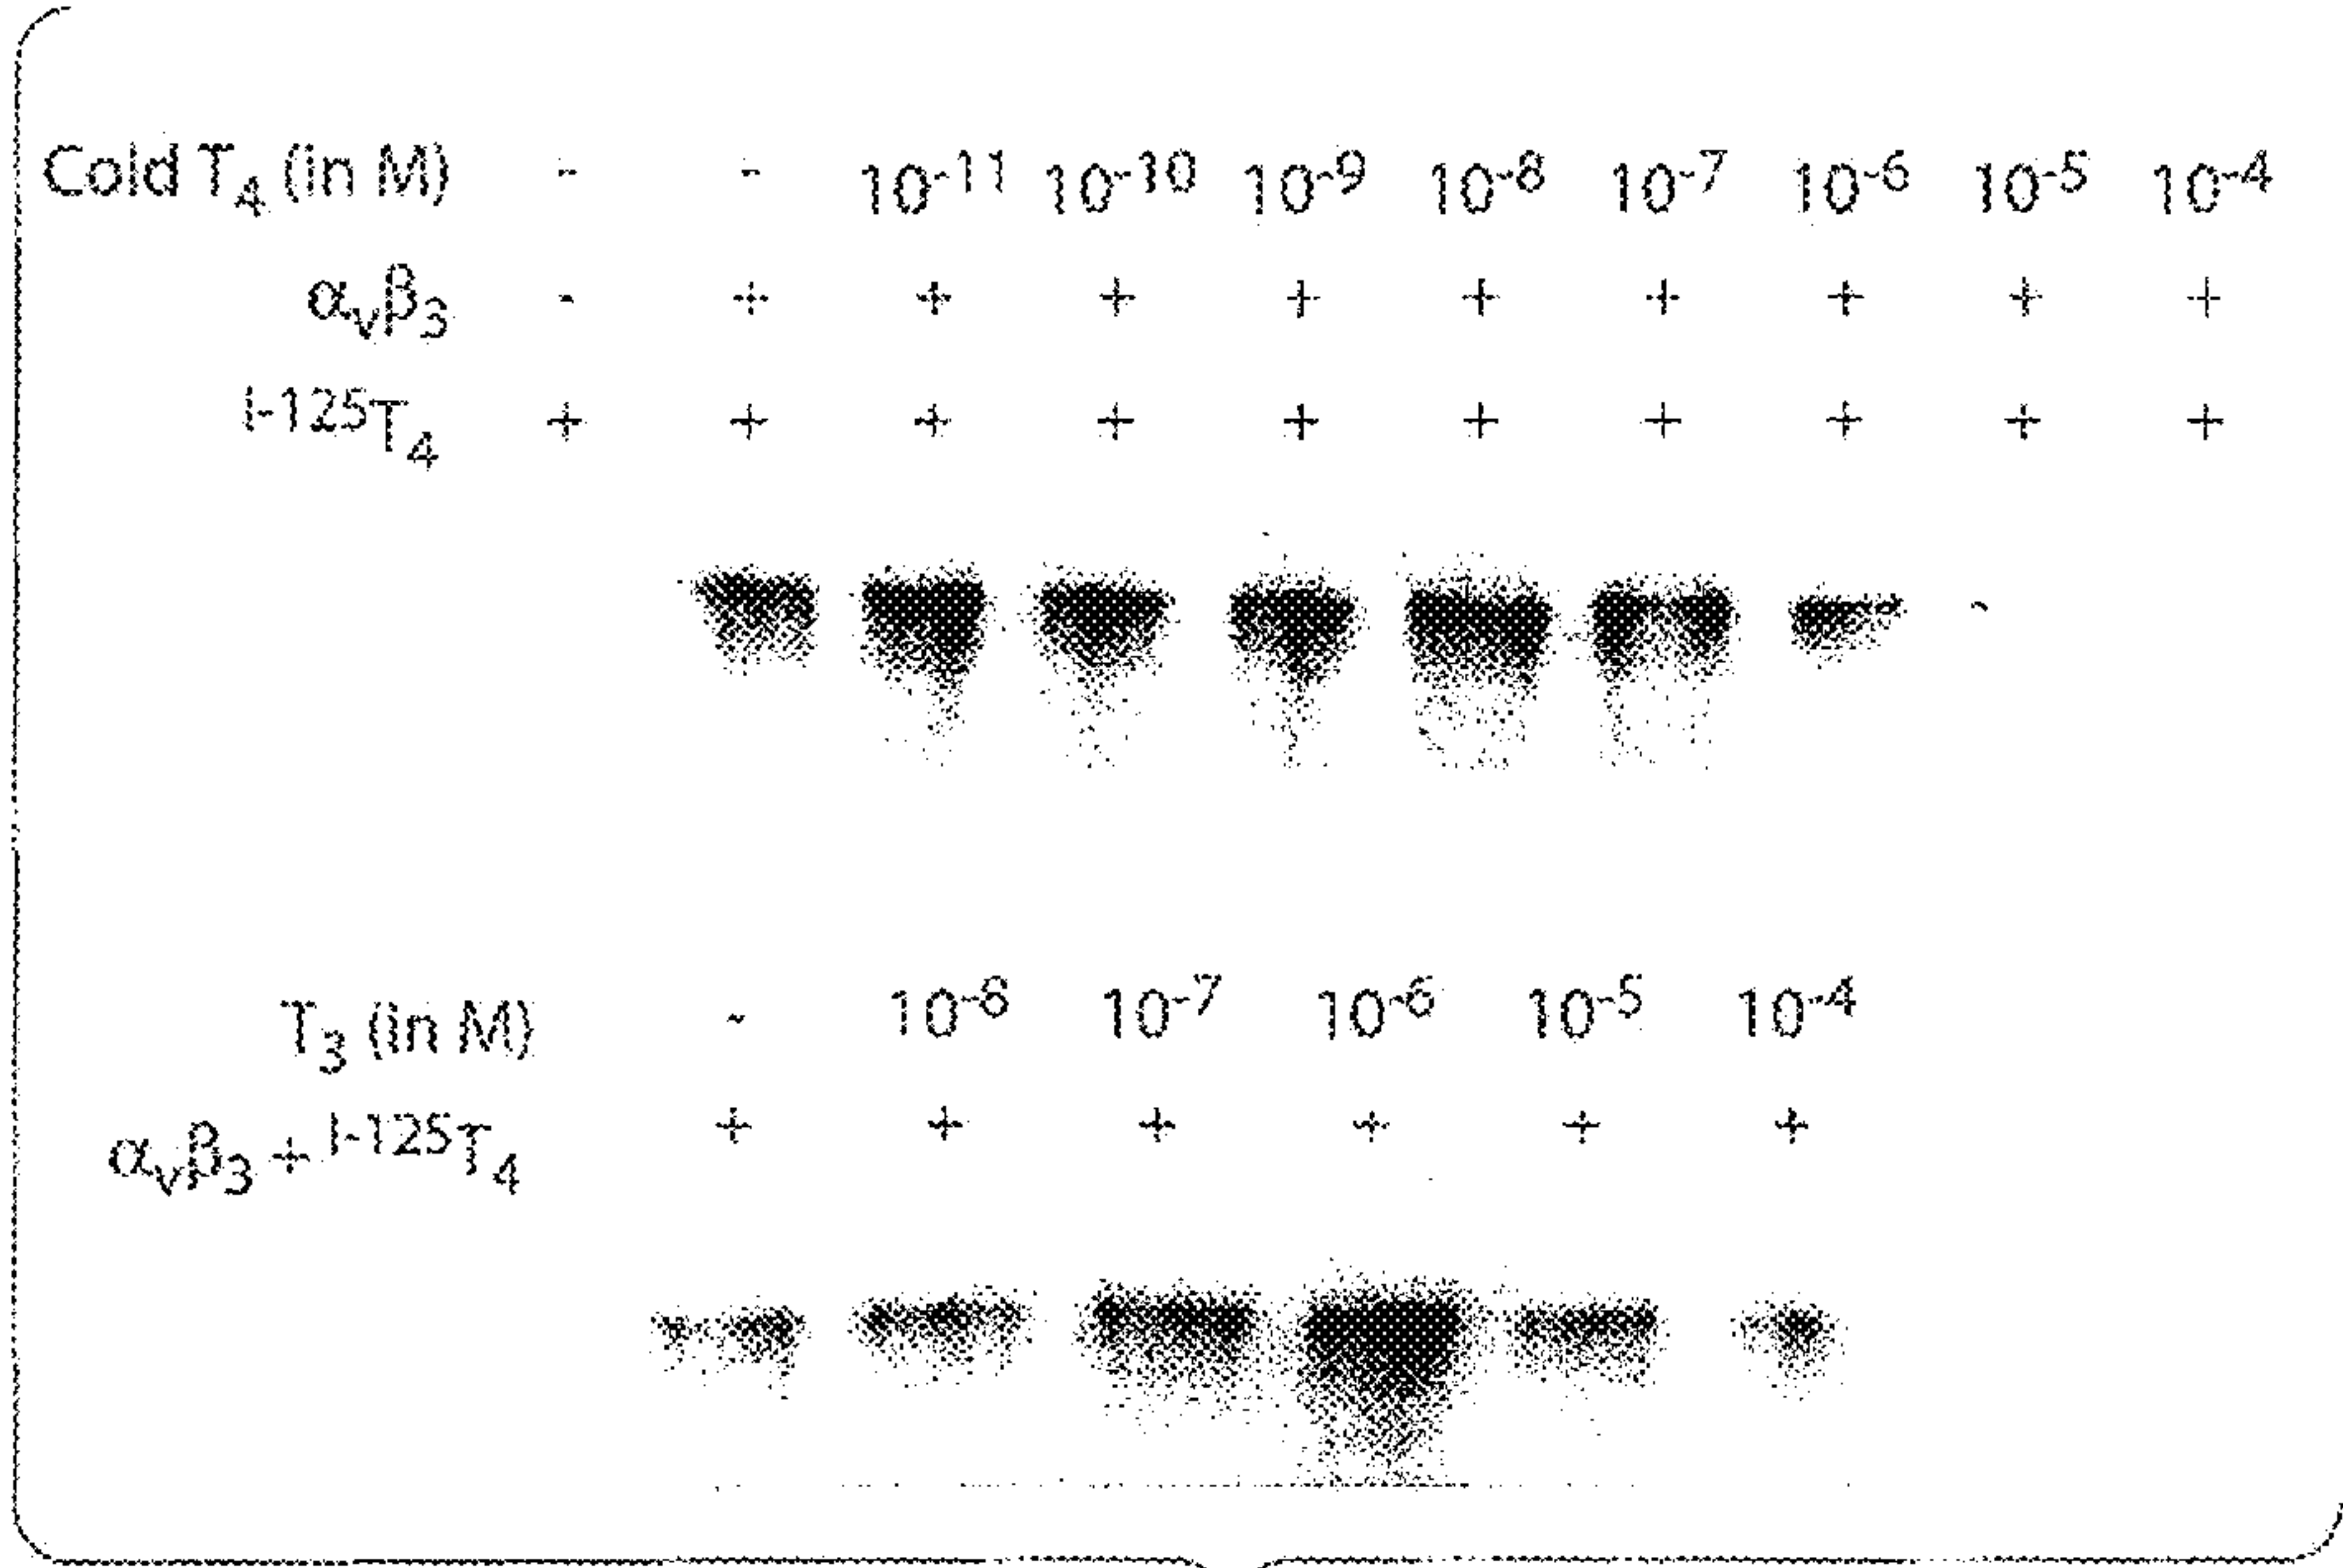 Cold T₄ (in M) - - 10⁻¹¹ 10⁻¹⁰ 10⁻⁹ 10⁻⁸ 10⁻⁷ 10⁻⁶ 10⁻⁵ 10⁻⁴
αᵥβ₃ - + + + + + + + + +
I-125T₄ + + + + + + + + + +
T₃ (in M) - 10⁻⁸ 10⁻⁷ 10⁻⁶ 10⁻⁵ 10⁻⁴
αᵥβ₃ + I-125T₄ + + + + + +